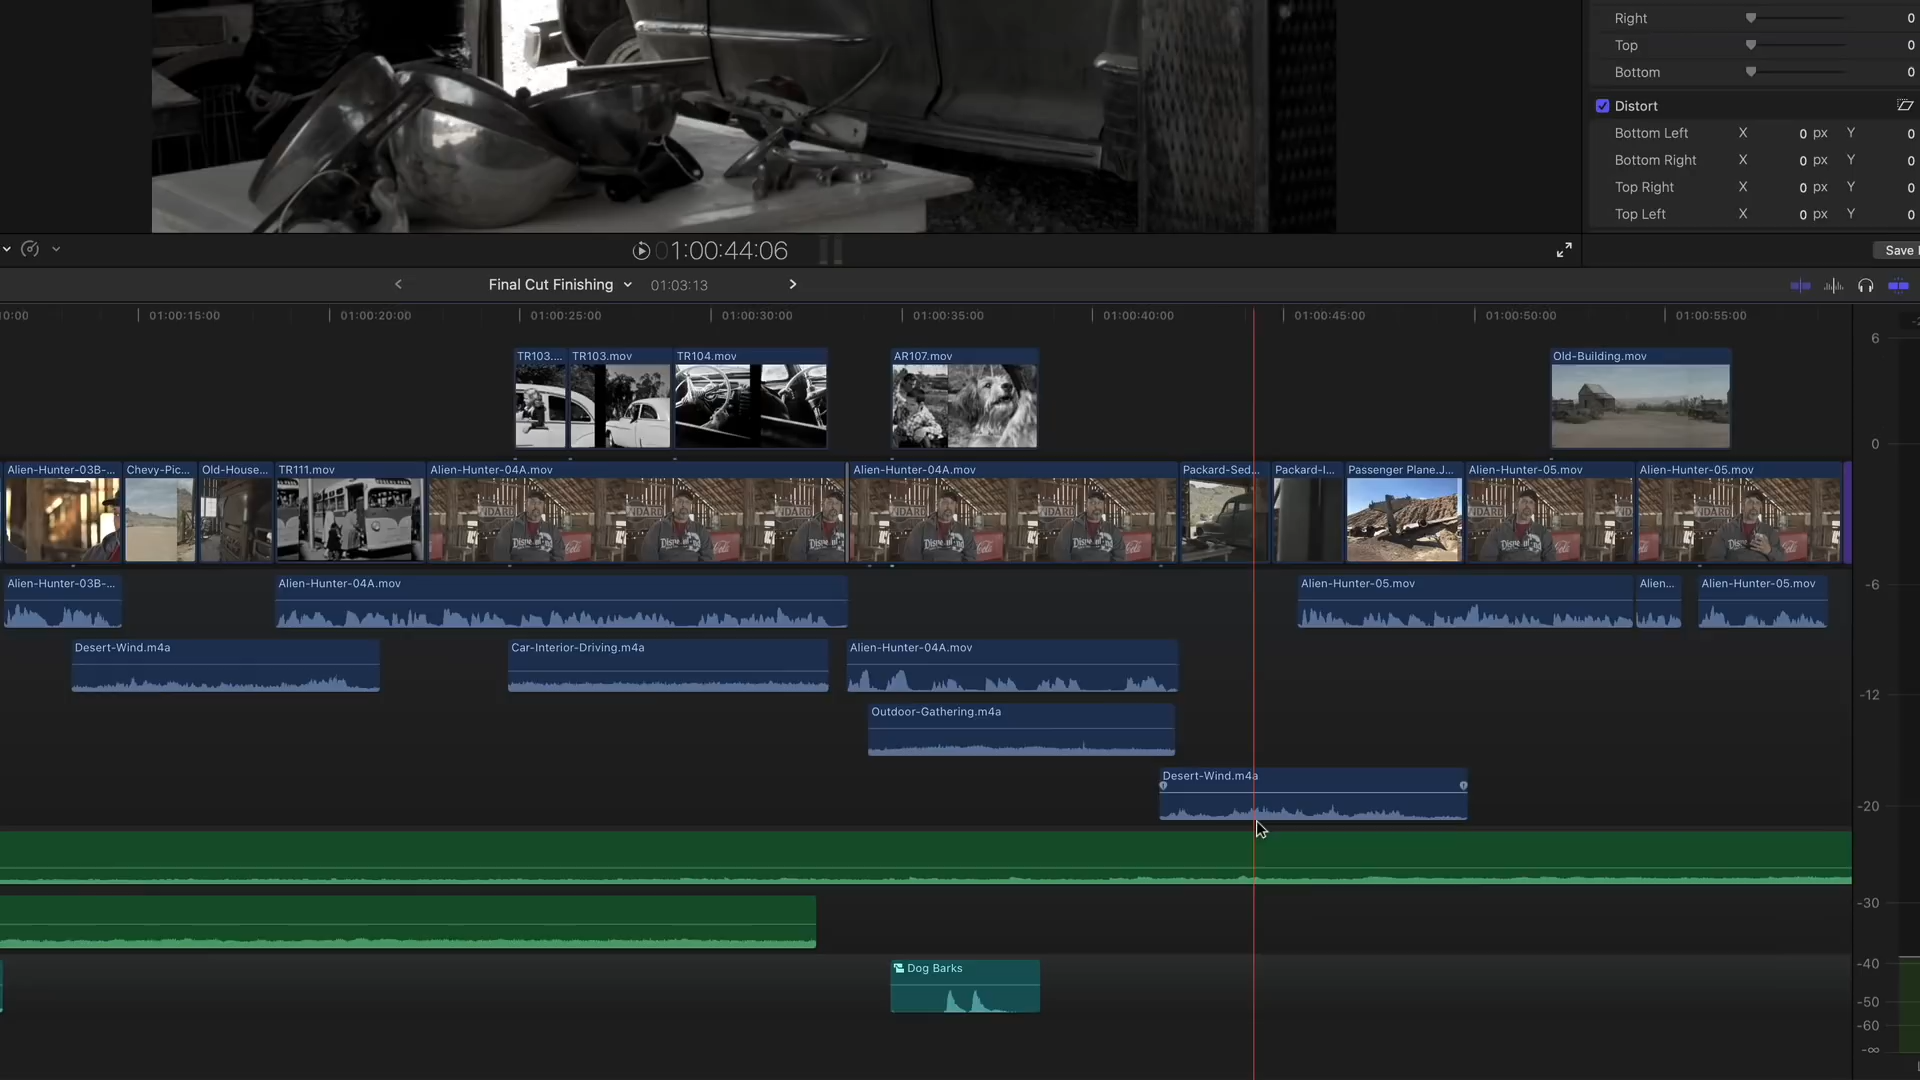 Right 0
Top 0
Bottom 0
Distort
Bottom Left X 0 px Y 0
Bottom Right X 0 px Y 0
Top Right X 0 px Y 0
Top Left X 0 px Y 0
01:00:44:06
Save
Final Cut Finishing 01:03:13
0:00 01:00:15:00 01:00:20:00 01:00:25:00 01:00:30:00 01:00:35:00 01:00:40:00 01:00:45:00 01:00:50:00 01:00:55:00
6
TR103.... TR103.mov TR104.mov AR107.mov Old-Building.mov
0
Alien-Hunter-03B-... Chevy-Pic... Old-House... TR111.mov Alien-Hunter-04A.mov Alien-Hunter-04A.mov Packard-Sed... Packard-I... Passenger Plane.J... Alien-Hunter-05.mov Alien-Hunter-05.mov
Alien-Hunter-03B-... Alien-Hunter-04A.mov Alien-Hunter-05.mov Alien... Alien-Hunter-05.mov
-6
Desert-Wind.m4a Car-Interior-Driving.m4a Alien-Hunter-04A.mov
-12
Outdoor-Gathering.m4a
Desert-Wind.m4a
-20
-30
Dog Barks
-40
-50
-60
-∞